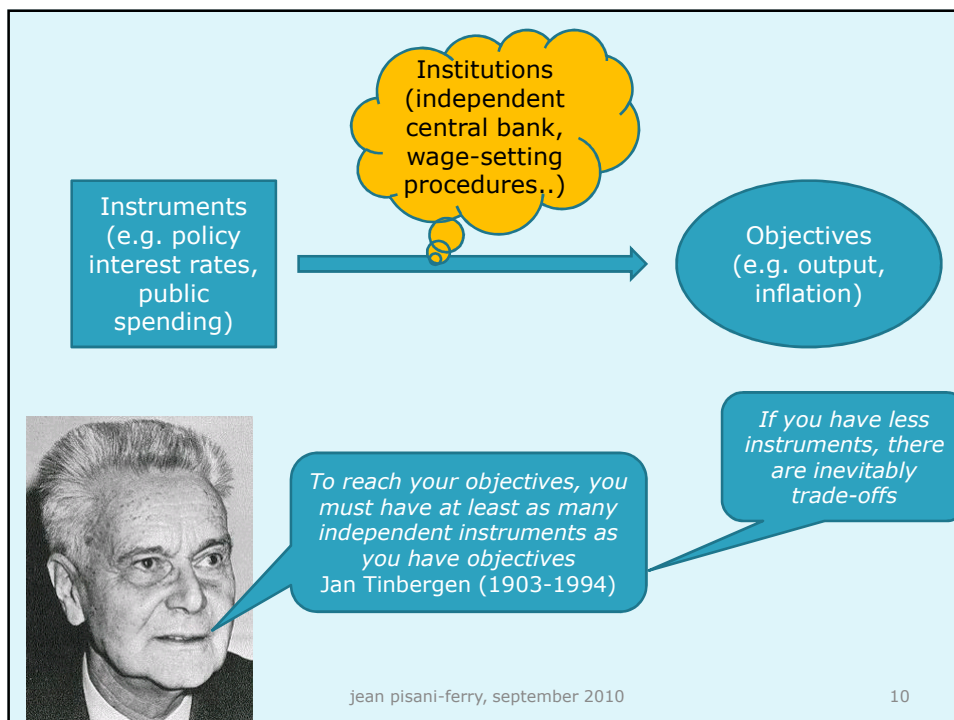 Institutions
(independent
central bank,
wage-setting
procedures..)
Instruments
(e.g. policy
interest rates,
public
spending)
Objectives
(e.g. output,
inflation)
If you have less
instruments, there
are inevitably
trade-offs
To reach your objectives, you
must have at least as many
independent instruments as
you have objectives
Jan Tinbergen (1903-1994)
jean pisani-ferry, september 2010
10